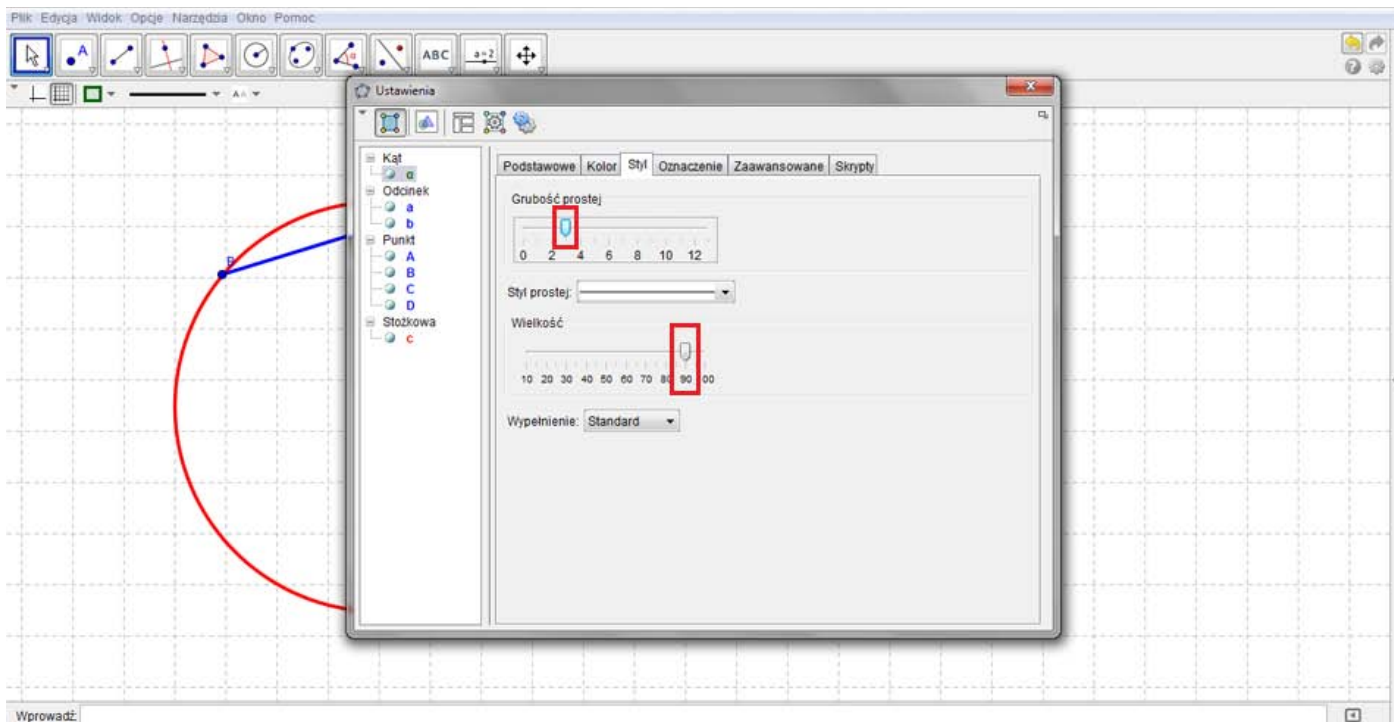 Plik Edycja Widok Opcje Narzędzia Okno Pomoc
A
α
ABC
a=2
Ustawienia
Kąt
α
Odcinek
a
b
Punkt
A
B
C
D
Stożkowa
c
Podstawowe Kolor Styl Oznaczenie Zaawansowane Skrypty
Grubość prostej
0 2 4 6 8 10 12
Styl prostej:
Wielkość
10 20 30 40 50 60 70 80 90 00
Wypełnienie: Standard
B
Wprowadź: